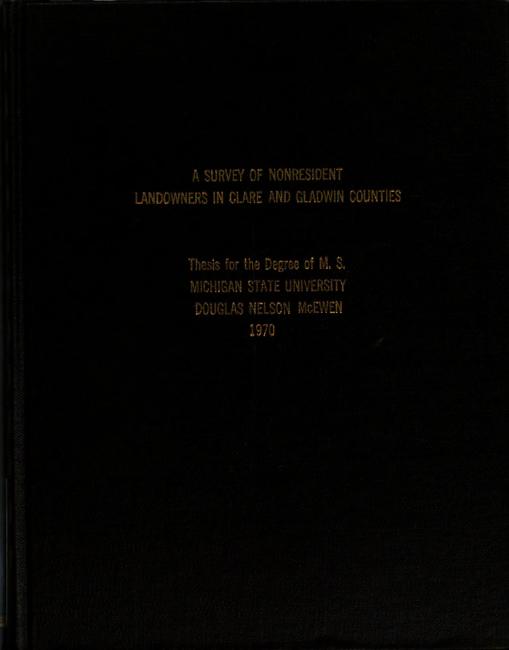 A SURVEY OF NONRESIDENT
LANDOWNERS IN CLARE AND GLADWIN COUNTIES
Thesis for the Degree of M. S.
MICHIGAN STATE UNIVERSITY
DOUGLAS NELSON McEWEN
1970